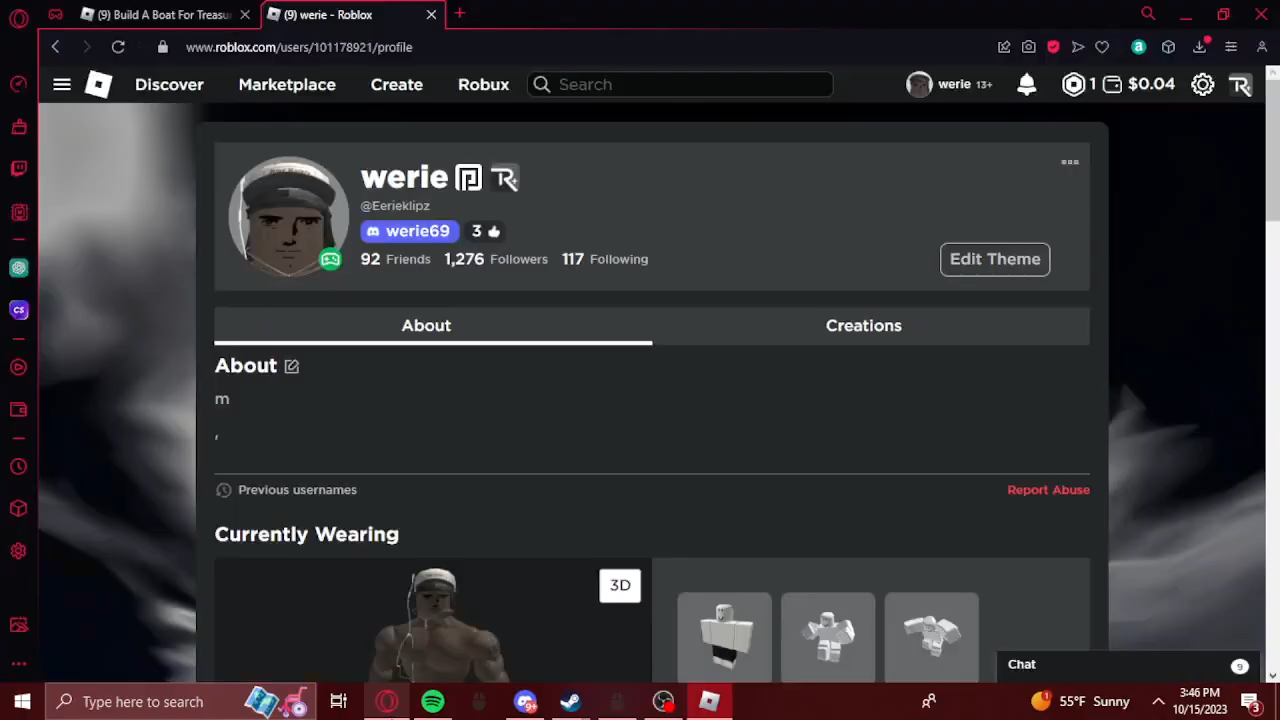 (9) Build A Boat For Treasu
(9) werie - Roblox
www.roblox.com/users/101178921/profile
Discover
Marketplace
Create
Robux
Search
werie 13+
1
$0.04
werie
@Eerieklipz
werie69
3
92 Friends
1,276 Followers
117 Following
Edit Theme
About
Creations
About
m
,
Previous usernames
Report Abuse
Currently Wearing
3D
Chat
9
Type here to search
55°F Sunny
3:46 PM
10/15/2023
3